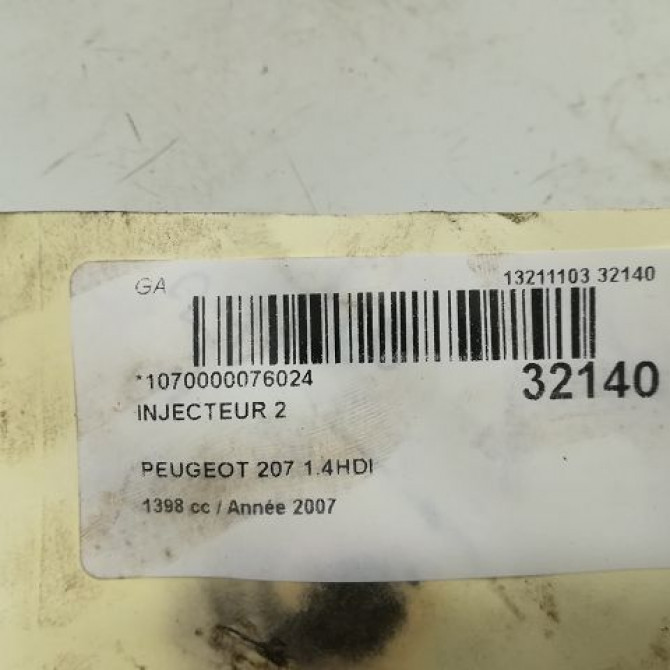 GA
13211103 32140
*1070000076024
32140
INJECTEUR 2
PEUGEOT 207 1.4HDI
1398 cc / Année 2007